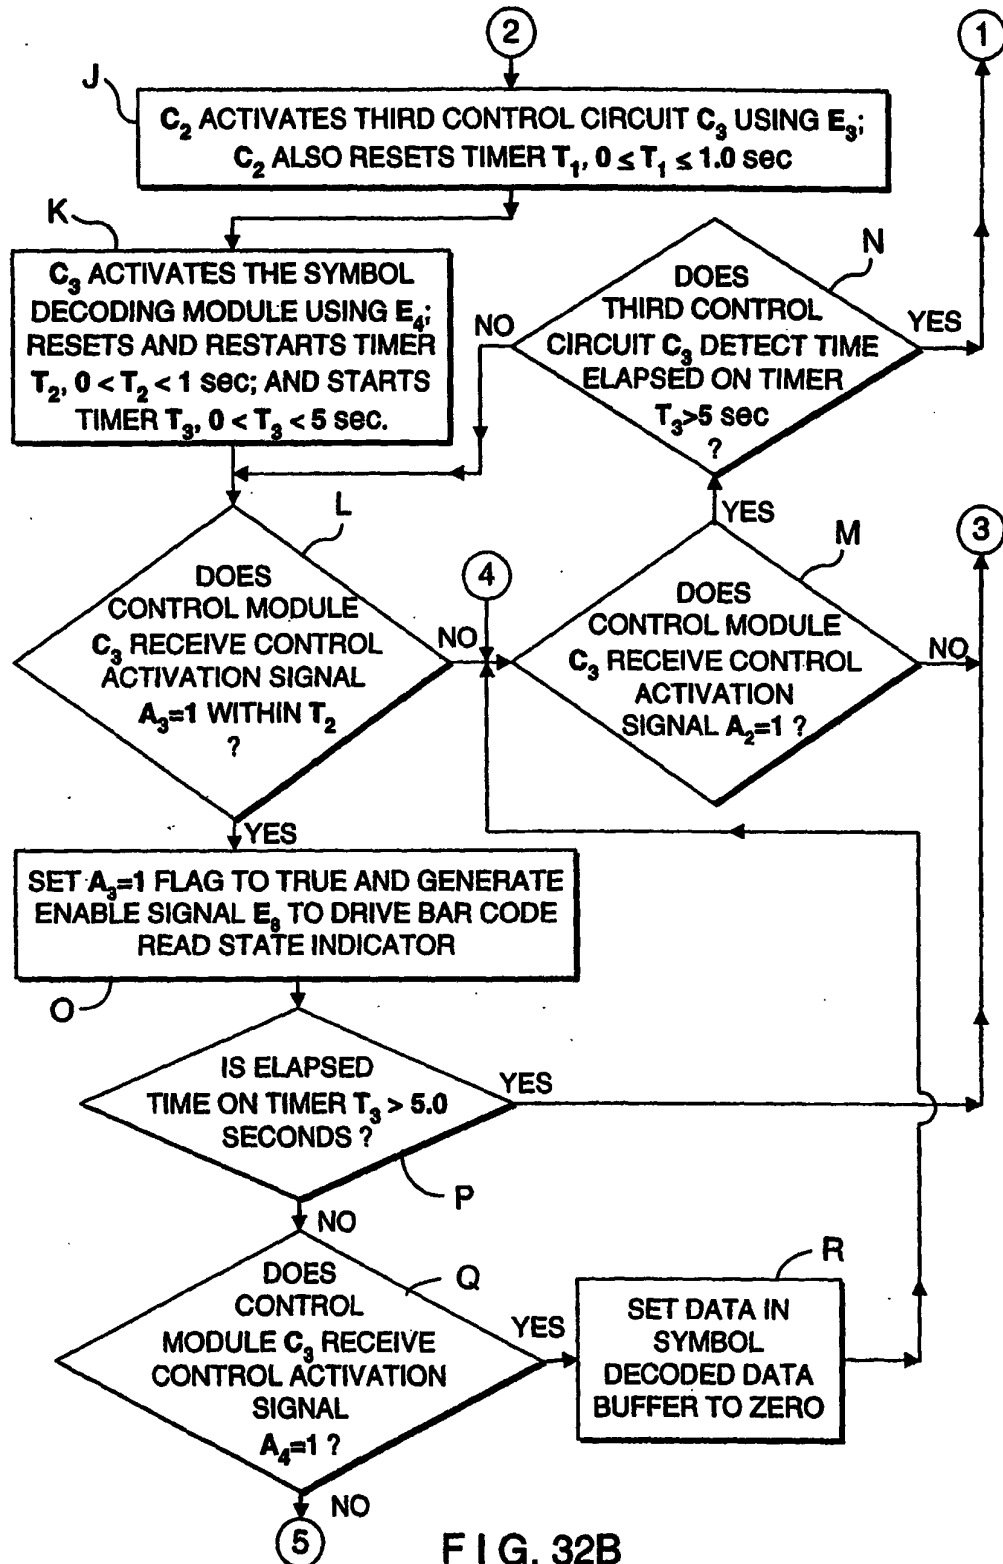 2
1
J
C2 ACTIVATES THIRD CONTROL CIRCUIT C3 USING E3;
C2 ALSO RESETS TIMER T1, 0 ≤ T1 ≤ 1.0 sec
K
C3 ACTIVATES THE SYMBOL
DECODING MODULE USING E4;
RESETS AND RESTARTS TIMER
T2, 0 < T2 < 1 sec; AND STARTS
TIMER T3, 0 < T3 < 5 sec.
N
DOES
THIRD CONTROL
CIRCUIT C3 DETECT TIME
ELAPSED ON TIMER
T3>5 sec
?
NO
YES
L
DOES
CONTROL MODULE
C3 RECEIVE CONTROL
ACTIVATION SIGNAL
A3=1 WITHIN T2
?
NO
YES
4
YES
M
DOES
CONTROL MODULE
C3 RECEIVE CONTROL
ACTIVATION
SIGNAL A2=1 ?
NO
3
SET A3=1 FLAG TO TRUE AND GENERATE
ENABLE SIGNAL E8 TO DRIVE BAR CODE
READ STATE INDICATOR
O
IS ELAPSED
TIME ON TIMER T3 > 5.0
SECONDS ?
YES
P
NO
Q
DOES
CONTROL
MODULE C3 RECEIVE
CONTROL ACTIVATION
SIGNAL
A4=1 ?
YES
R
SET DATA IN
SYMBOL
DECODED DATA
BUFFER TO ZERO
NO
5
FIG. 32B